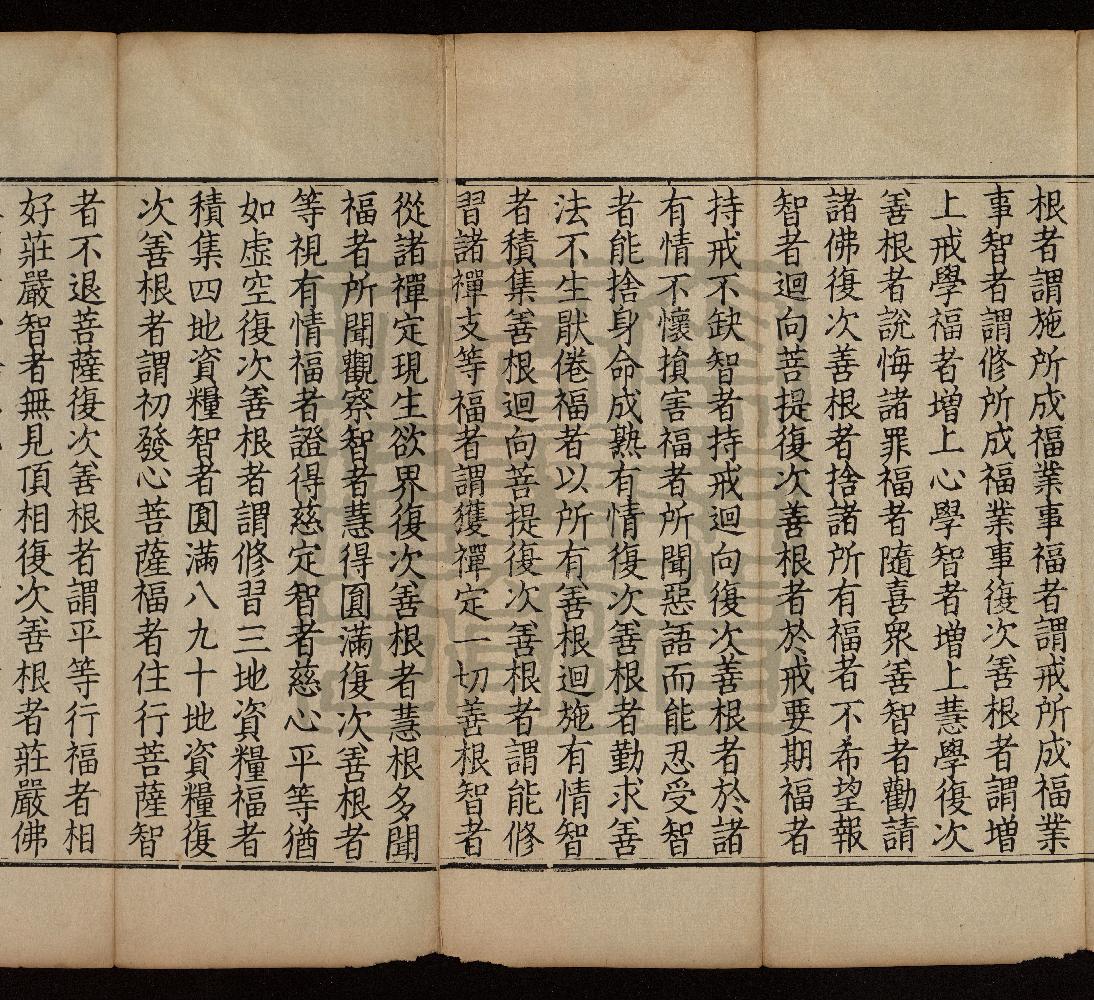 根者謂施所成福業事福者謂戒所成福業
事智者謂修所成福業事復次善根者謂增
上戒學福者增上心學智者增上慧學復次
善根者說悔諸罪福者隨喜衆善智者勸請
諸佛復次善根者捨諸所有福者不希望報
智者迴向菩提復次善根者於戒要期福者
持戒不缺智者持戒迴向復次善根者於諸
有情不懷損害福者所聞惡語而能忍受智
者能捨身命成熟有情復次善根者勤求善
法不生猒倦福者以所有善根迴施有情智
者積集善根迴向菩提復次善根者謂能修
習諸禪支等福者謂獲禪定一切善根智者
從諸禪定現生欲界復次善根者慧根多聞
福者所聞觀察智者慧得圓滿復次善根者
等視有情福者證得慈定智者慈心平等猶
如虛空復次善根者謂修習三地資糧福者
積集四地資糧智者圓滿八九十地資糧復
次善根者謂初發心菩薩福者住行菩薩智
者不退菩薩復次善根者謂平等行福者相
好莊嚴智者無見頂相復次善根者莊嚴佛